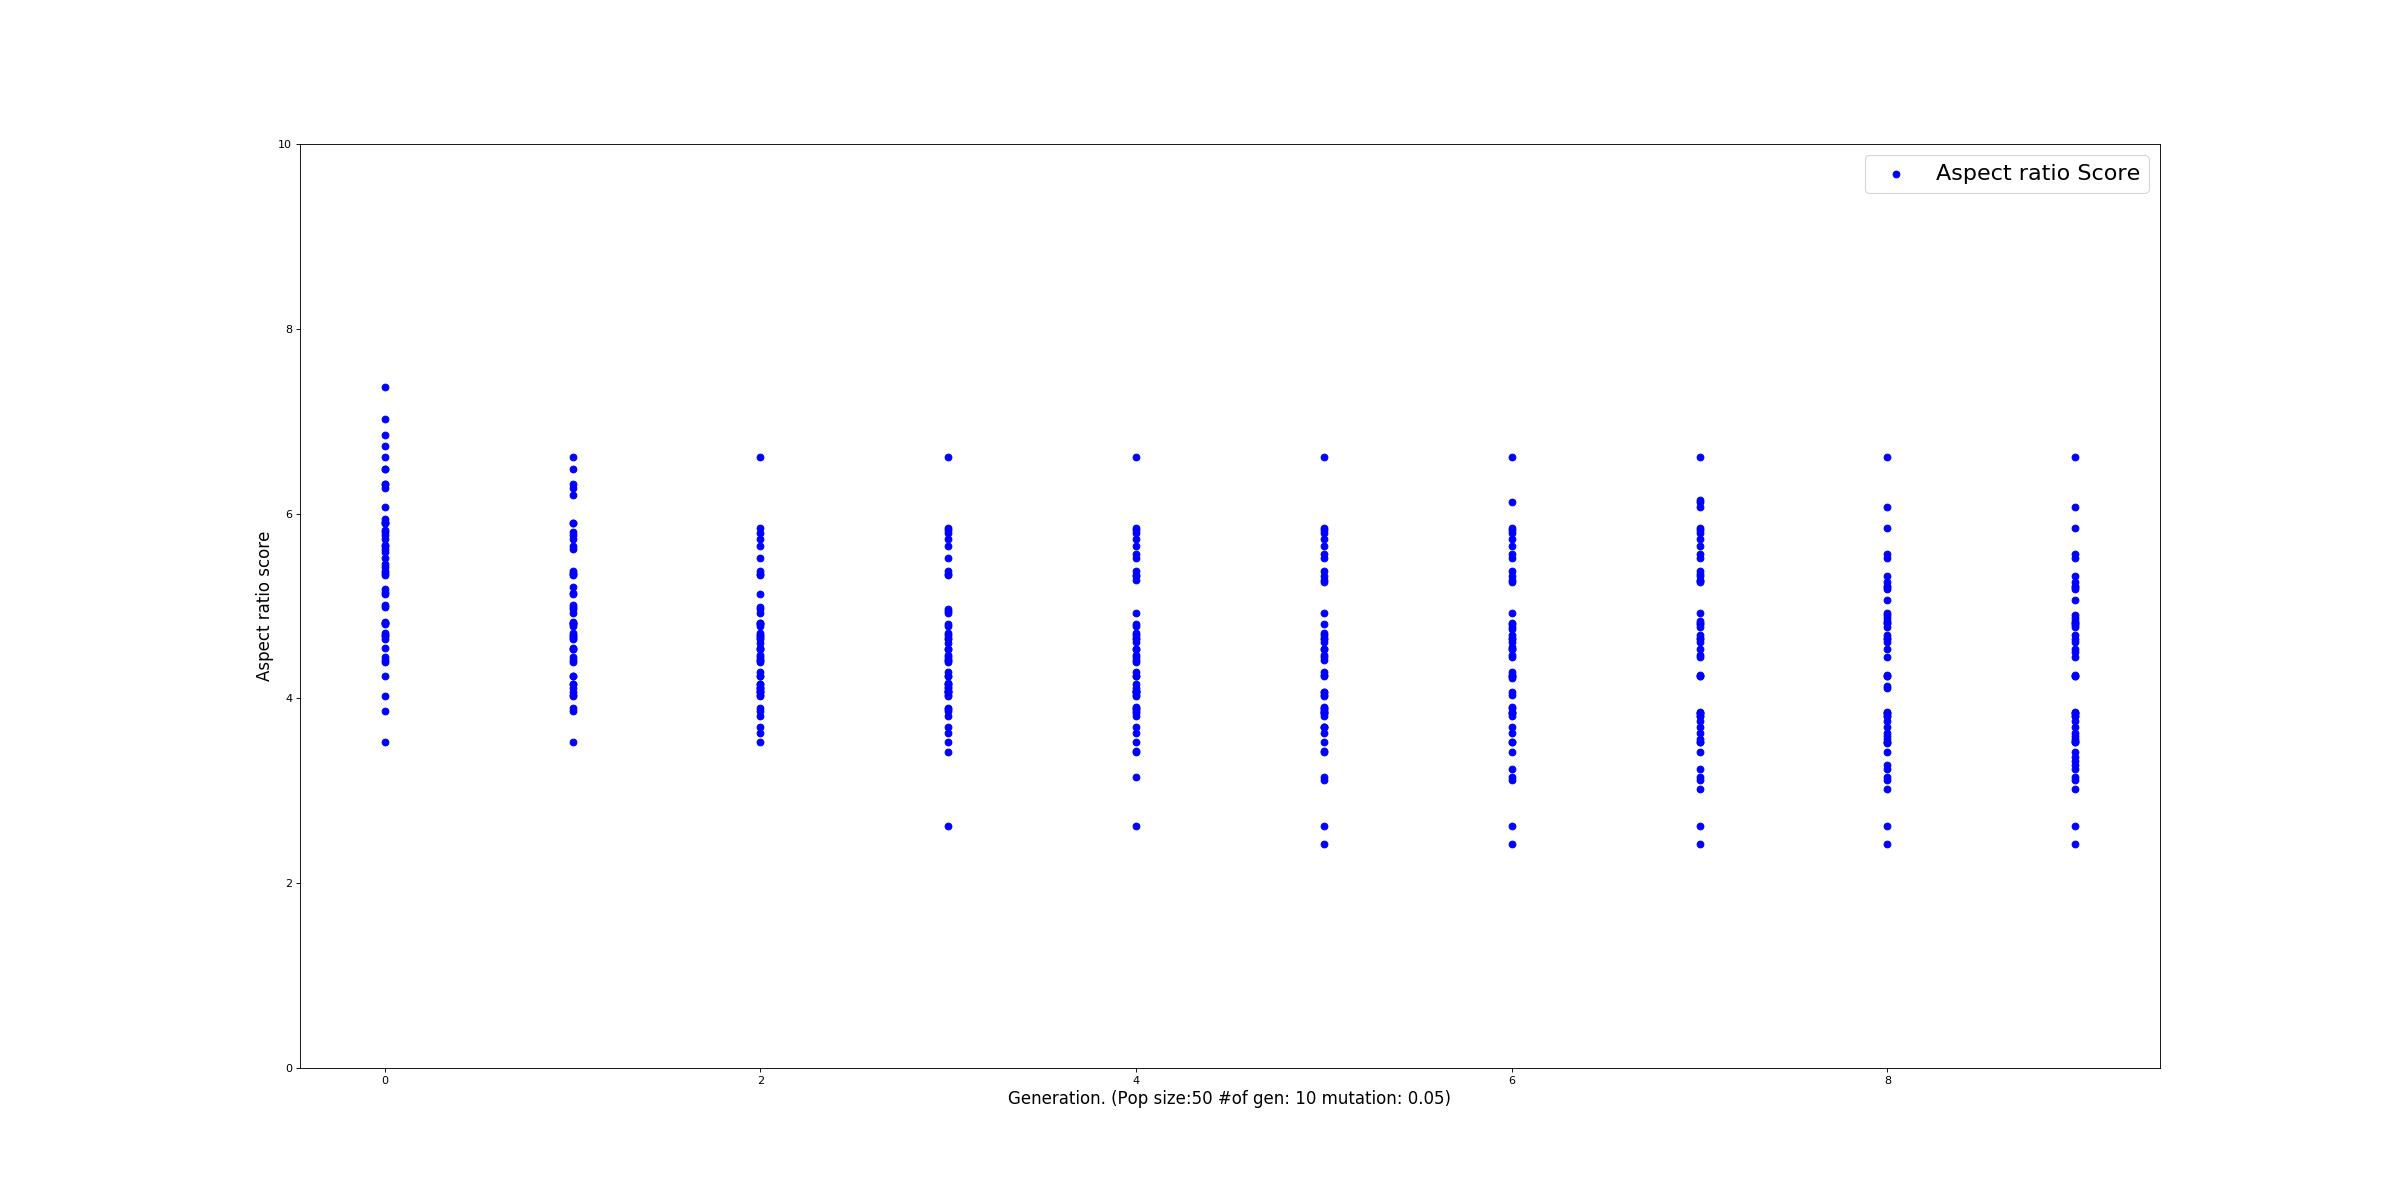 10
Aspect ratio Score
8
6
Aspect ratio score
4
2
0
0 2 4 6 8
Generation. (Pop size:50 #of gen: 10 mutation: 0.05)